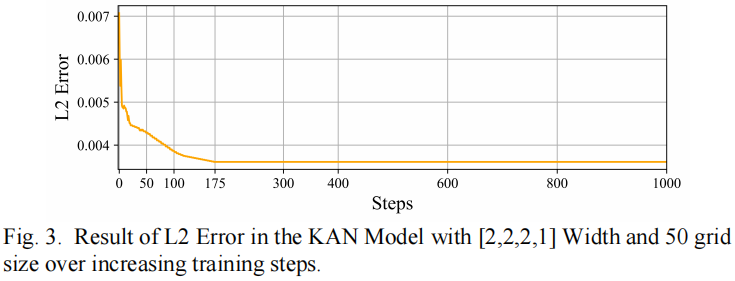 0.007
0.006
0.005
0.004
L2 Error
0 50 100 175 300 400 600 800 1000
Steps
Fig. 3. Result of L2 Error in the KAN Model with [2,2,2,1] Width and 50 grid
size over increasing training steps.